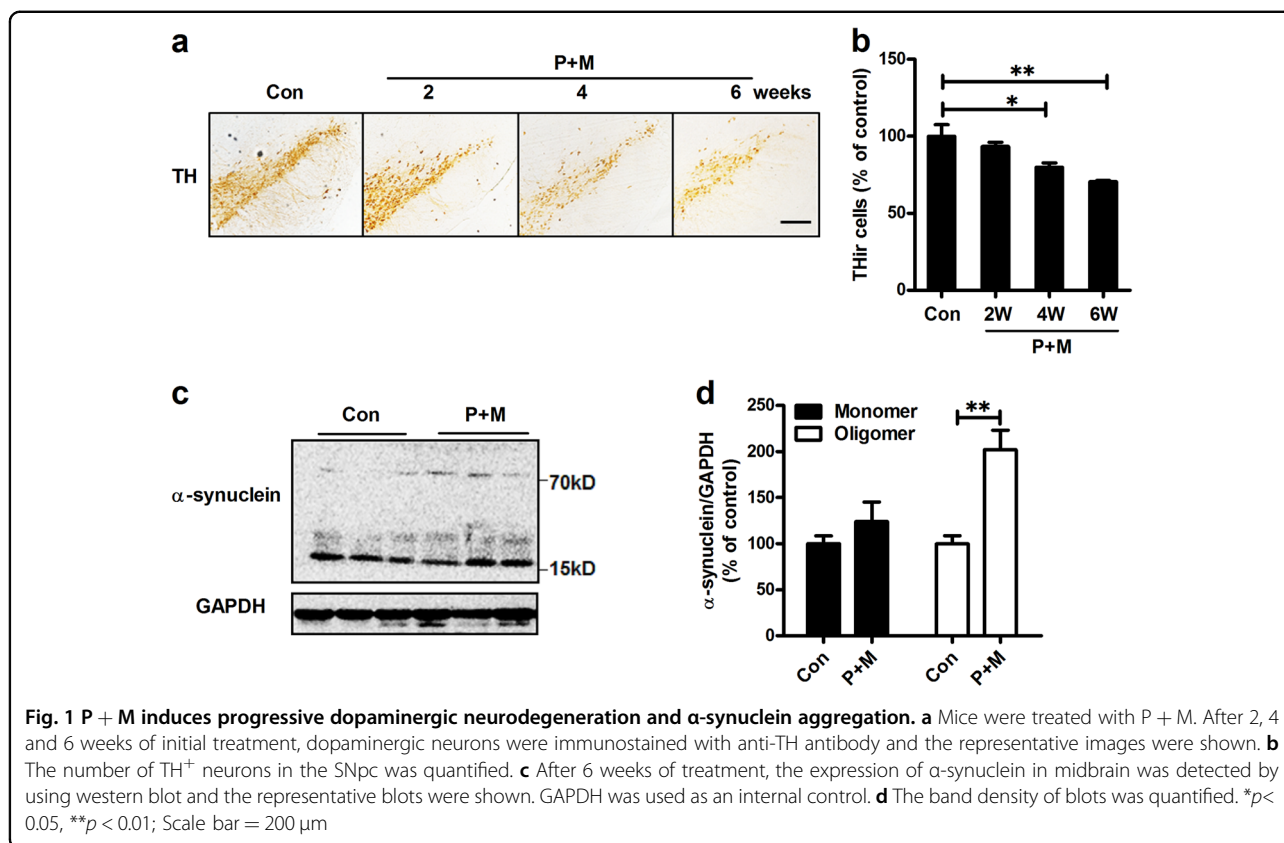 a
P+M
Con 2 4 6 weeks
TH
b
THir cells (% of control)
150
100
50
0
**
*
Con 2W 4W 6W
P+M
c
Con P+M
α-synuclein
70kD
15kD
GAPDH
d
α-synuclein/GAPDH
(% of control)
250
200
150
100
50
0
Monomer
Oligomer
**
Con P+M Con P+M
Fig. 1 P + M induces progressive dopaminergic neurodegeneration and α-synuclein aggregation. a Mice were treated with P + M. After 2, 4
and 6 weeks of initial treatment, dopaminergic neurons were immunostained with anti-TH antibody and the representative images were shown. b
The number of TH⁺ neurons in the SNpc was quantified. c After 6 weeks of treatment, the expression of α-synuclein in midbrain was detected by
using western blot and the representative blots were shown. GAPDH was used as an internal control. d The band density of blots was quantified. *p<
0.05, **p < 0.01; Scale bar = 200 μm